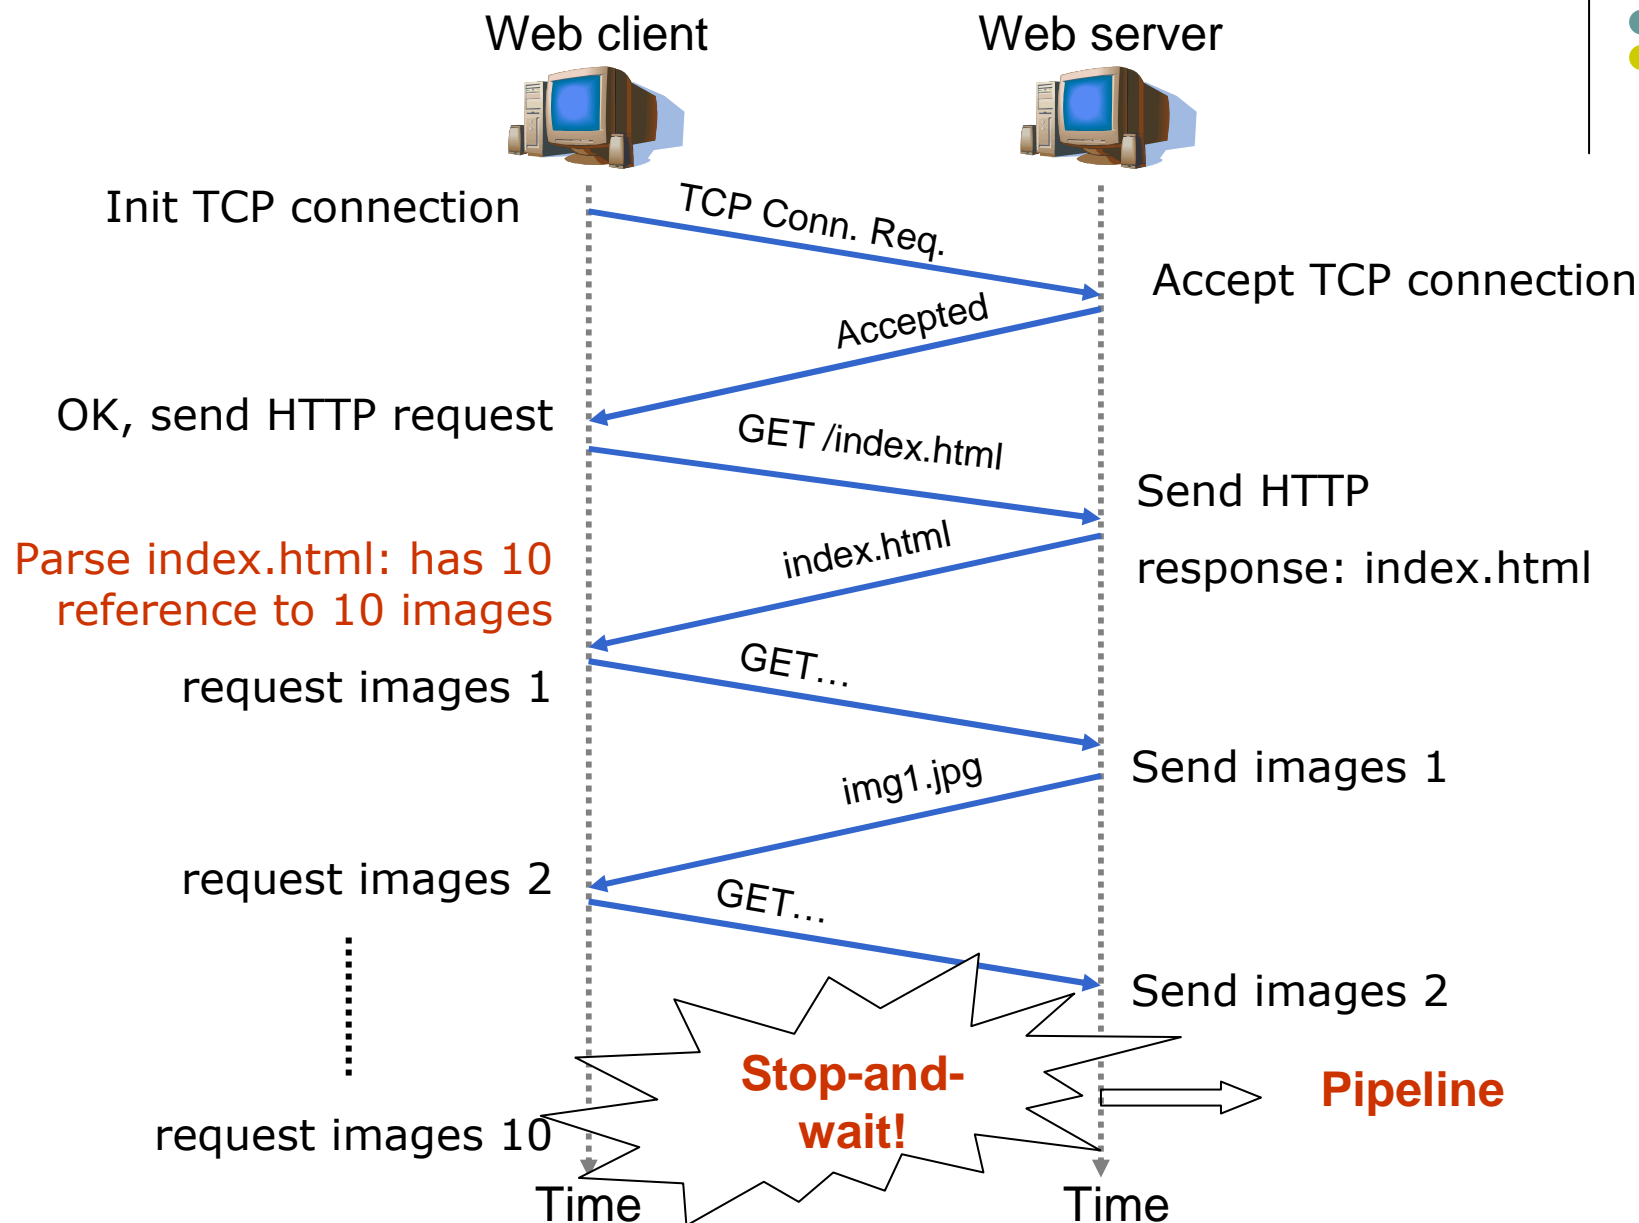 Web client
Web server
Init TCP connection
TCP Conn. Req.
Accept TCP connection
Accepted
OK, send HTTP request
GET /index.html
Send HTTP
response: index.html
index.html
Parse index.html: has 10
reference to 10 images
request images 1
GET…
Send images 1
img1.jpg
request images 2
GET…
Send images 2
Stop-and-
wait!
Pipeline
request images 10
Time
Time